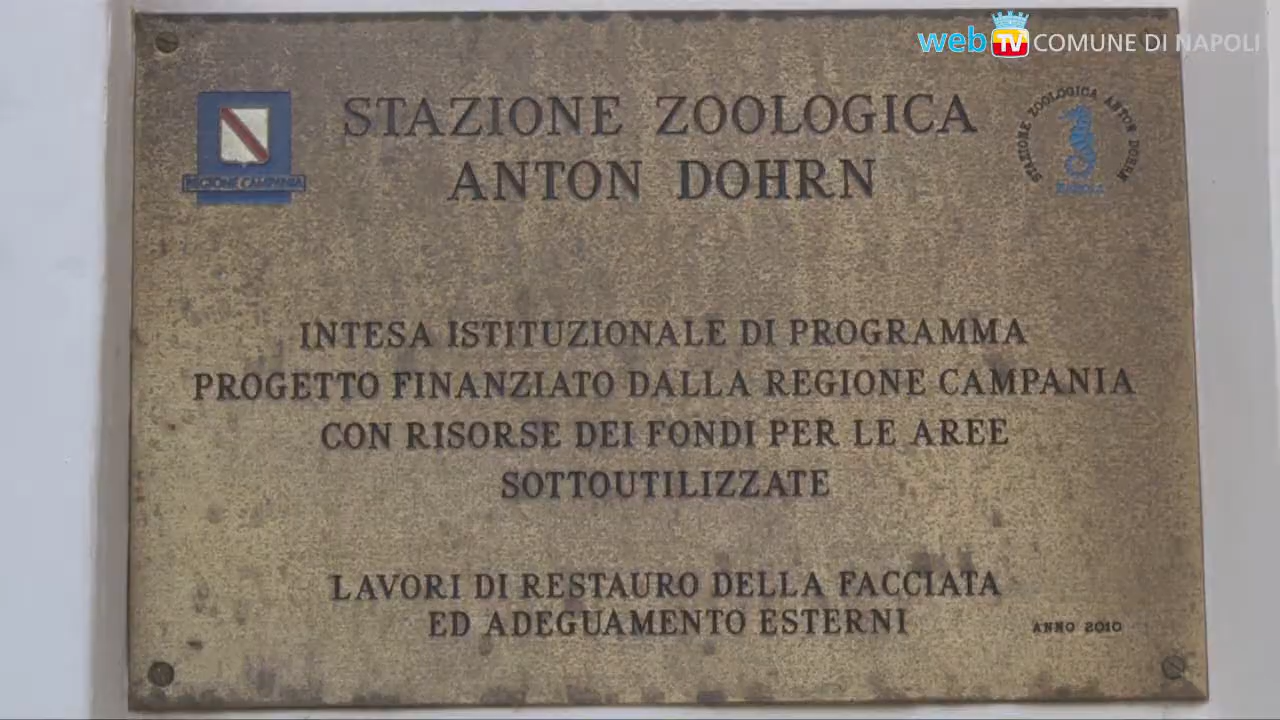 web TV COMUNE DI NAPOLI
STAZIONE ZOOLOGICA
ANTON DOHRN
REGIONE CAMPANIA
STAZIONE ZOOLOGICA ANTON DOHRN
NAPOLI
INTESA ISTITUZIONALE DI PROGRAMMA
PROGETTO FINANZIATO DALLA REGIONE CAMPANIA
CON RISORSE DEI FONDI PER LE AREE
SOTTOUTILIZZATE
LAVORI DI RESTAURO DELLA FACCIATA
ED ADEGUAMENTO ESTERNI
ANNO 2010